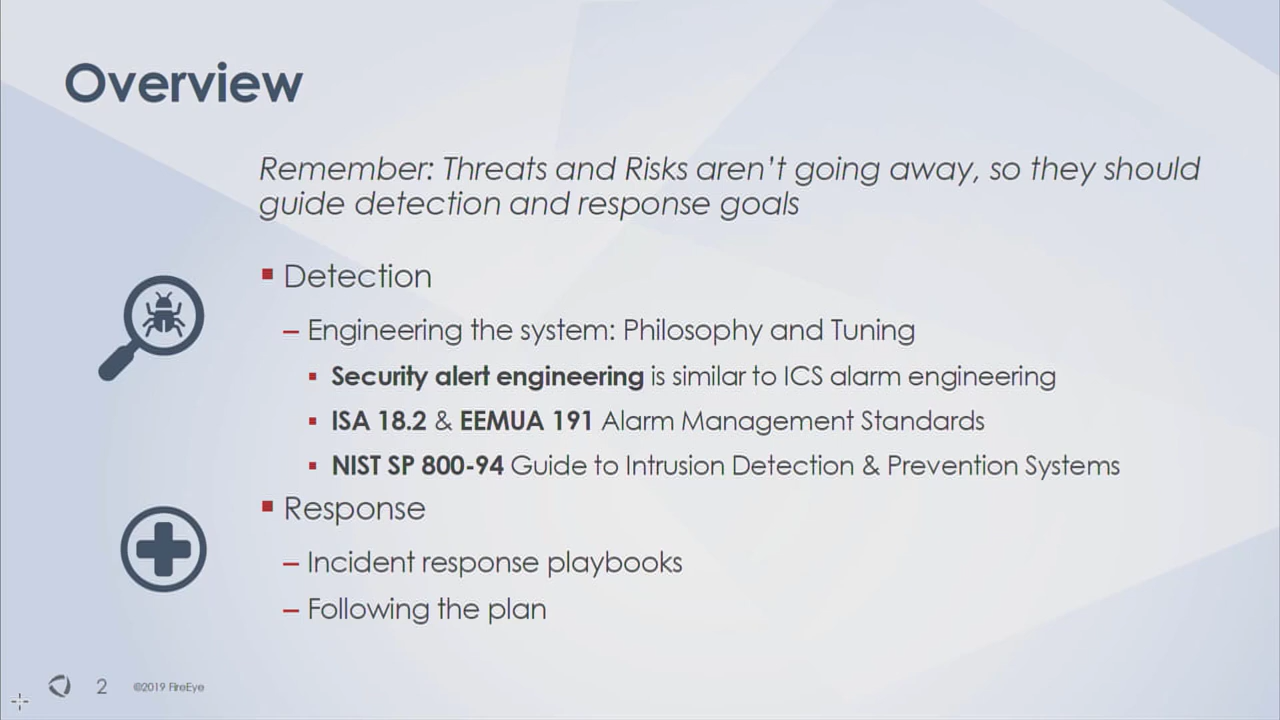 Overview
Remember: Threats and Risks aren't going away, so they should
guide detection and response goals
▪ Detection
– Engineering the system: Philosophy and Tuning
▪ Security alert engineering is similar to ICS alarm engineering
▪ ISA 18.2 & EEMUA 191 Alarm Management Standards
▪ NIST SP 800-94 Guide to Intrusion Detection & Prevention Systems
▪ Response
– Incident response playbooks
– Following the plan
2 ©2019 FireEye